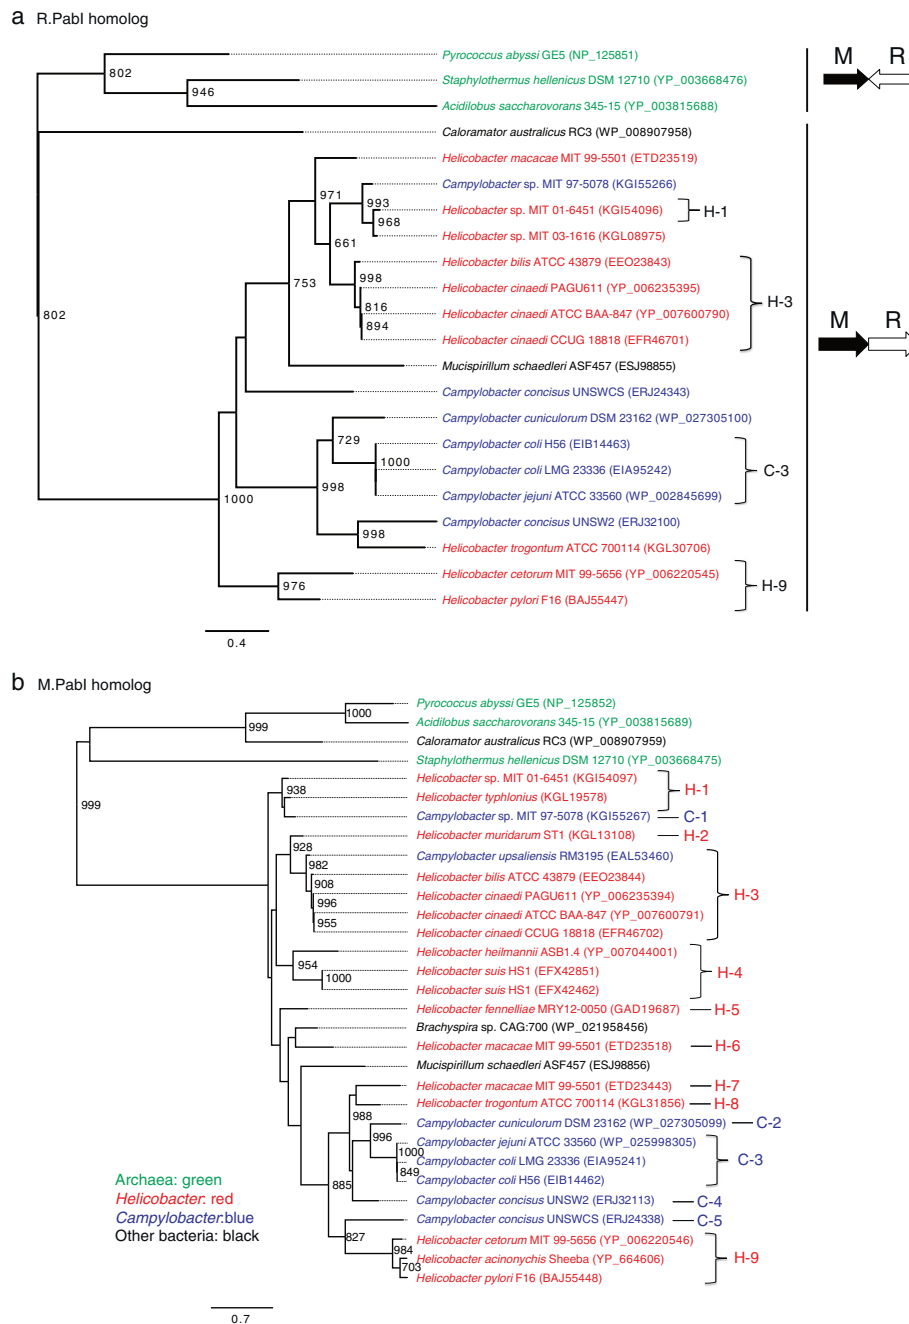 a R.PabI homolog
Pyrococcus abyssi GE5 (NP_125851)
M R
802
Staphylothermus hellenicus DSM 12710 (YP_003668476)
946
Acidilobus saccharovorans 345-15 (YP_003815688)
Caloramator australicus RC3 (WP_008907958)
Helicobacter macacae MIT 99-5501 (ETD23519)
971
Campylobacter sp. MIT 97-5078 (KGI55266)
993
Helicobacter sp. MIT 01-6451 (KGI54096)
H-1
968
Helicobacter sp. MIT 03-1616 (KGL08975)
661
Helicobacter bilis ATCC 43879 (EEO23843)
998
753
Helicobacter cinaedi PAGU611 (YP_006235395)
H-3
816
802
Helicobacter cinaedi ATCC BAA-847 (YP_007600790)
M R
894
Helicobacter cinaedi CCUG 18818 (EFR46701)
Mucispirillum schaedleri ASF457 (ESJ98855)
Campylobacter concisus UNSWCS (ERJ24343)
Campylobacter cuniculorum DSM 23162 (WP_027305100)
729
Campylobacter coli H56 (EIB14463)
1000
Campylobacter coli LMG 23336 (EIA95242)
C-3
998
1000
Campylobacter jejuni ATCC 33560 (WP_002845699)
Campylobacter concisus UNSW2 (ERJ32100)
998
Helicobacter trogontum ATCC 700114 (KGL30706)
Helicobacter cetorum MIT 99-5656 (YP_006220545)
976
H-9
Helicobacter pylori F16 (BAJ55447)
0.4
b M.PabI homolog
Pyrococcus abyssi GE5 (NP_125852)
1000
Acidilobus saccharovorans 345-15 (YP_003815689)
999
Caloramator australicus RC3 (WP_008907959)
Staphylothermus hellenicus DSM 12710 (YP_003668475)
Helicobacter sp. MIT 01-6451 (KGI54097)
938
H-1
Helicobacter typhlonius (KGL19578)
999
Campylobacter sp. MIT 97-5078 (KGI55267) C-1
Helicobacter muridarum ST1 (KGL13108) H-2
928
Campylobacter upsaliensis RM3195 (EAL53460)
982
Helicobacter bilis ATCC 43879 (EEO23844)
908
Helicobacter cinaedi PAGU611 (YP_006235394)
H-3
996
Helicobacter cinaedi ATCC BAA-847 (YP_007600791)
955
Helicobacter cinaedi CCUG 18818 (EFR46702)
Helicobacter heilmannii ASB1.4 (YP_007044001)
954
Helicobacter suis HS1 (EFX42851)
H-4
1000
Helicobacter suis HS1 (EFX42462)
Helicobacter fennelliae MRY12-0050 (GAD19687) H-5
Brachyspira sp. CAG:700 (WP_021958456)
Helicobacter macacae MIT 99-5501 (ETD23518) H-6
Mucispirillum schaedleri ASF457 (ESJ98856)
Helicobacter macacae MIT 99-5501 (ETD23443) H-7
Helicobacter trogontum ATCC 700114 (KGL31856) H-8
988
Campylobacter cuniculorum DSM 23162 (WP_027305099) C-2
996
Campylobacter jejuni ATCC 33560 (WP_025998305)
1000
Campylobacter coli LMG 23336 (EIA95241)
C-3
849
Campylobacter coli H56 (EIB14462)
885
Campylobacter concisus UNSW2 (ERJ32113) C-4
Campylobacter concisus UNSWCS (ERJ24338) C-5
827
Helicobacter cetorum MIT 99-5656 (YP_006220546)
984
Helicobacter acinonychis Sheeba (YP_664606)
H-9
703
Helicobacter pylori F16 (BAJ55448)
Archaea: green
Helicobacter: red
Campylobacter:blue
Other bacteria: black
0.7